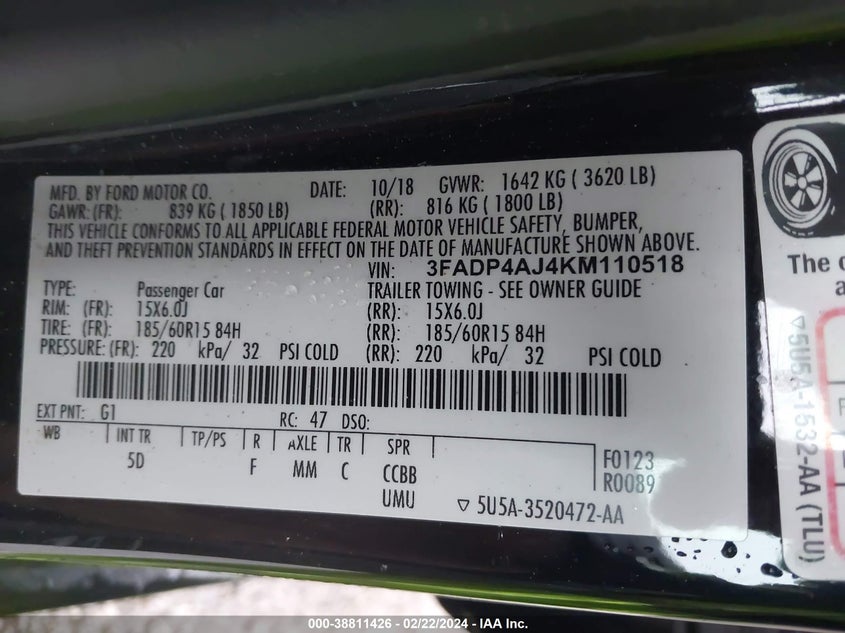 MFD. BY FORD MOTOR CO. DATE: 10/18 GVWR: 1642 KG ( 3620 LB)
GAWR: (FR): 839 KG ( 1850 LB) (RR): 816 KG ( 1800 LB)
THIS VEHICLE CONFORMS TO ALL APPLICABLE FEDERAL MOTOR VEHICLE SAFETY, BUMPER,
AND THEFT PREVENTION STANDARDS IN EFFECT ON THE DATE OF MANUFACTURE SHOWN ABOVE.
VIN: 3FADP4AJ4KM110518
TYPE: Passenger Car TRAILER TOWING - SEE OWNER GUIDE
RIM: (FR): 15X6.0J (RR): 15X6.0J
TIRE: (FR): 185/60R15 84H (RR): 185/60R15 84H
PRESSURE: (FR): 220 kPa/ 32 PSI COLD (RR): 220 kPa/ 32 PSI COLD
EXT PNT: G1 RC: 47 DSO:
WB INT TR TP/PS R AXLE TR SPR
5D F MM C CCBB
UMU
F0123
R0089
▽ 5U5A-3520472-AA
The
▽5U5A-1532-AA (TLU)
000-38811426 - 02/22/2024 - IAA Inc.